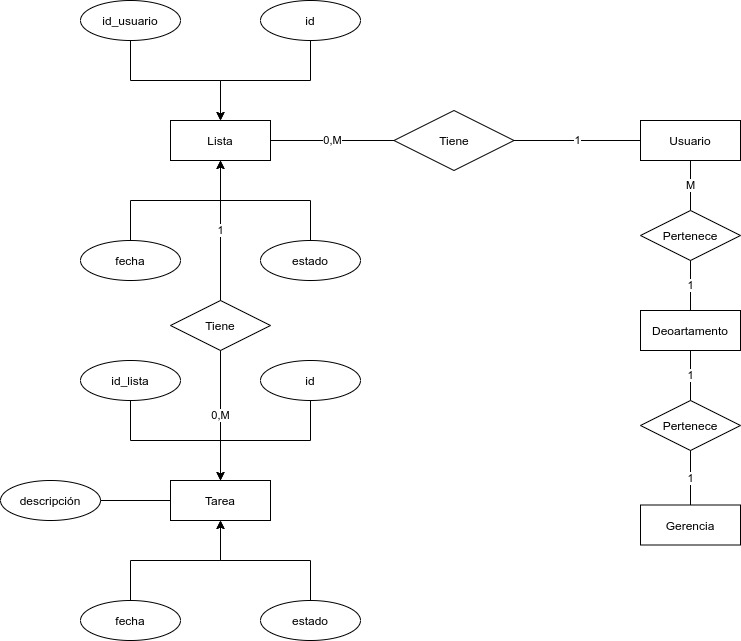 id_usuario
id
Lista
0,M
Tiene
1
Usuario
M
Pertenece
1
fecha
1
estado
Tiene
Deoartamento
1
id_lista
id
0,M
Pertenece
1
descripción
Tarea
Gerencia
fecha
estado